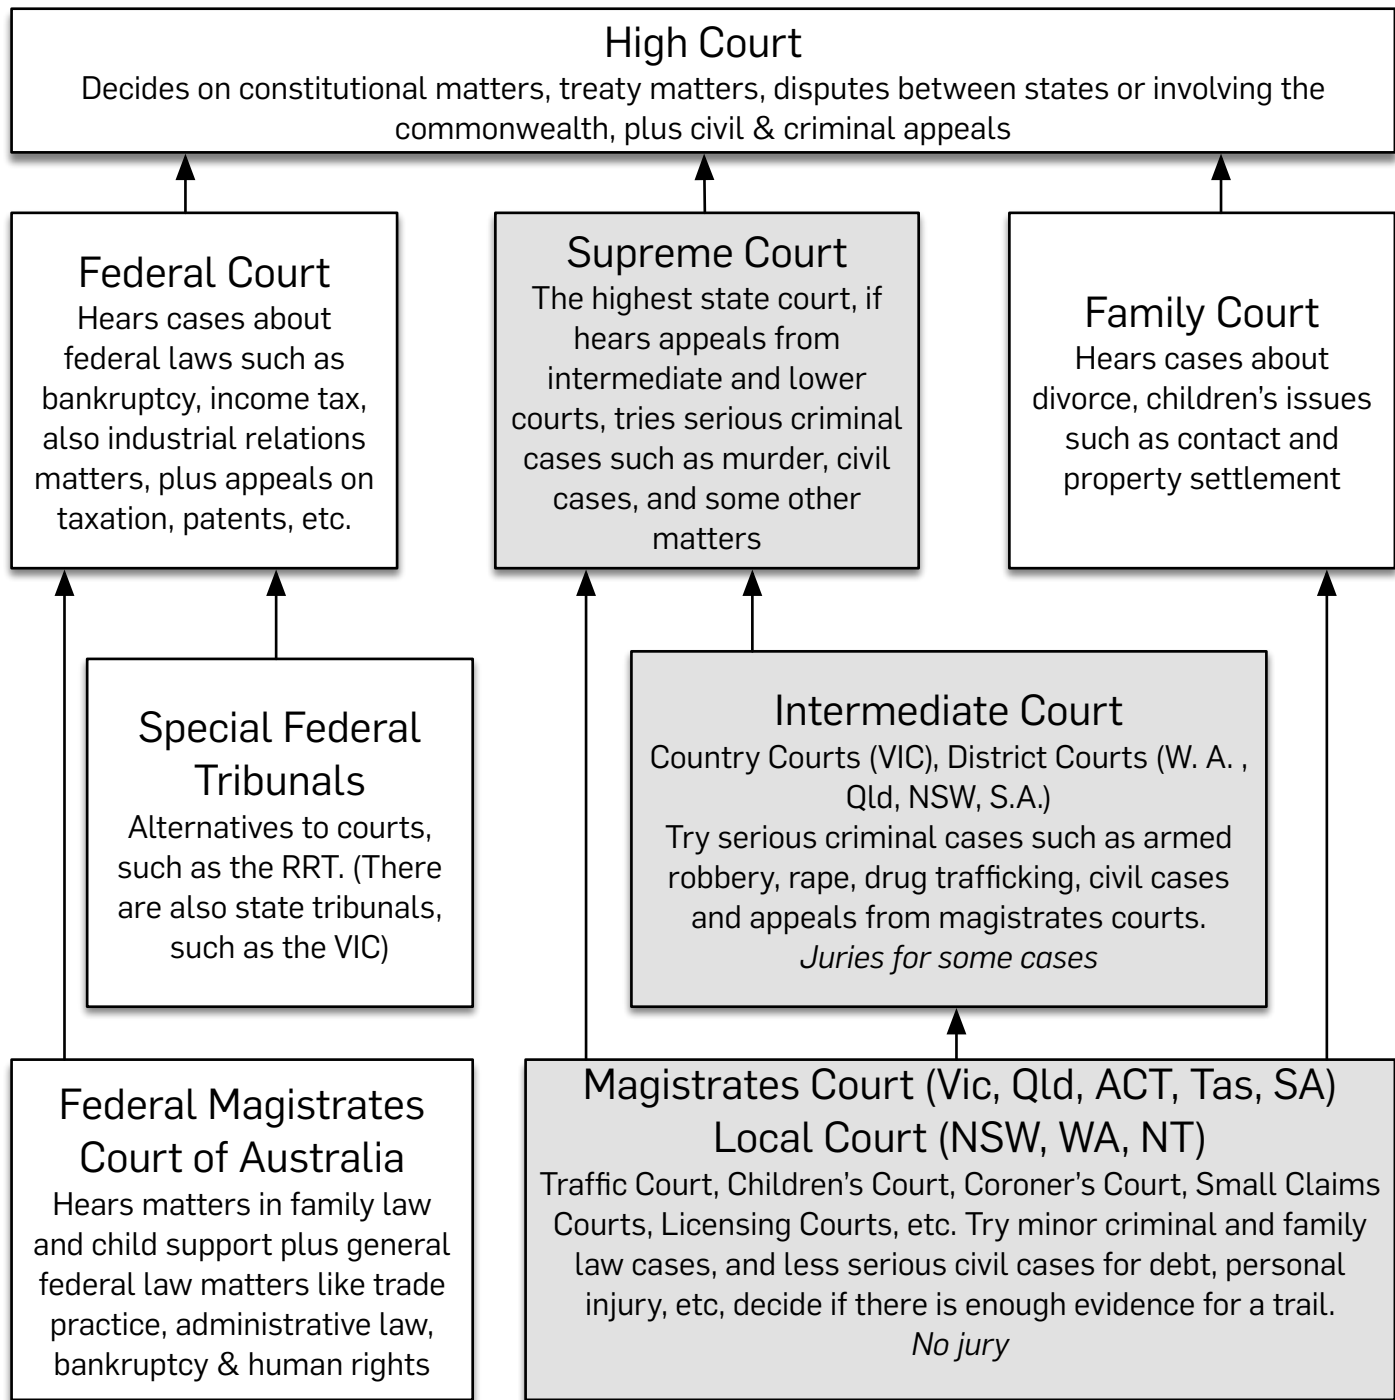 High Court
Decides on constitutional matters, treaty matters, disputes between states or involving the
commonwealth, plus civil & criminal appeals
Federal Court
Hears cases about
federal laws such as
bankruptcy, income tax,
also industrial relations
matters, plus appeals on
taxation, patents, etc.
Supreme Court
The highest state court, if
hears appeals from
intermediate and lower
courts, tries serious criminal
cases such as murder, civil
cases, and some other
matters
Family Court
Hears cases about
divorce, children's issues
such as contact and
property settlement
Special Federal
Tribunals
Alternatives to courts,
such as the RRT. (There
are also state tribunals,
such as the VIC)
Intermediate Court
Country Courts (VIC), District Courts (W. A. ,
Qld, NSW, S.A.)
Try serious criminal cases such as armed
robbery, rape, drug trafficking, civil cases
and appeals from magistrates courts.
Juries for some cases
Federal Magistrates
Court of Australia
Hears matters in family law
and child support plus general
federal law matters like trade
practice, administrative law,
bankruptcy & human rights
Magistrates Court (Vic, Qld, ACT, Tas, SA)
Local Court (NSW, WA, NT)
Traffic Court, Children's Court, Coroner's Court, Small Claims
Courts, Licensing Courts, etc. Try minor criminal and family
law cases, and less serious civil cases for debt, personal
injury, etc, decide if there is enough evidence for a trail.
No jury